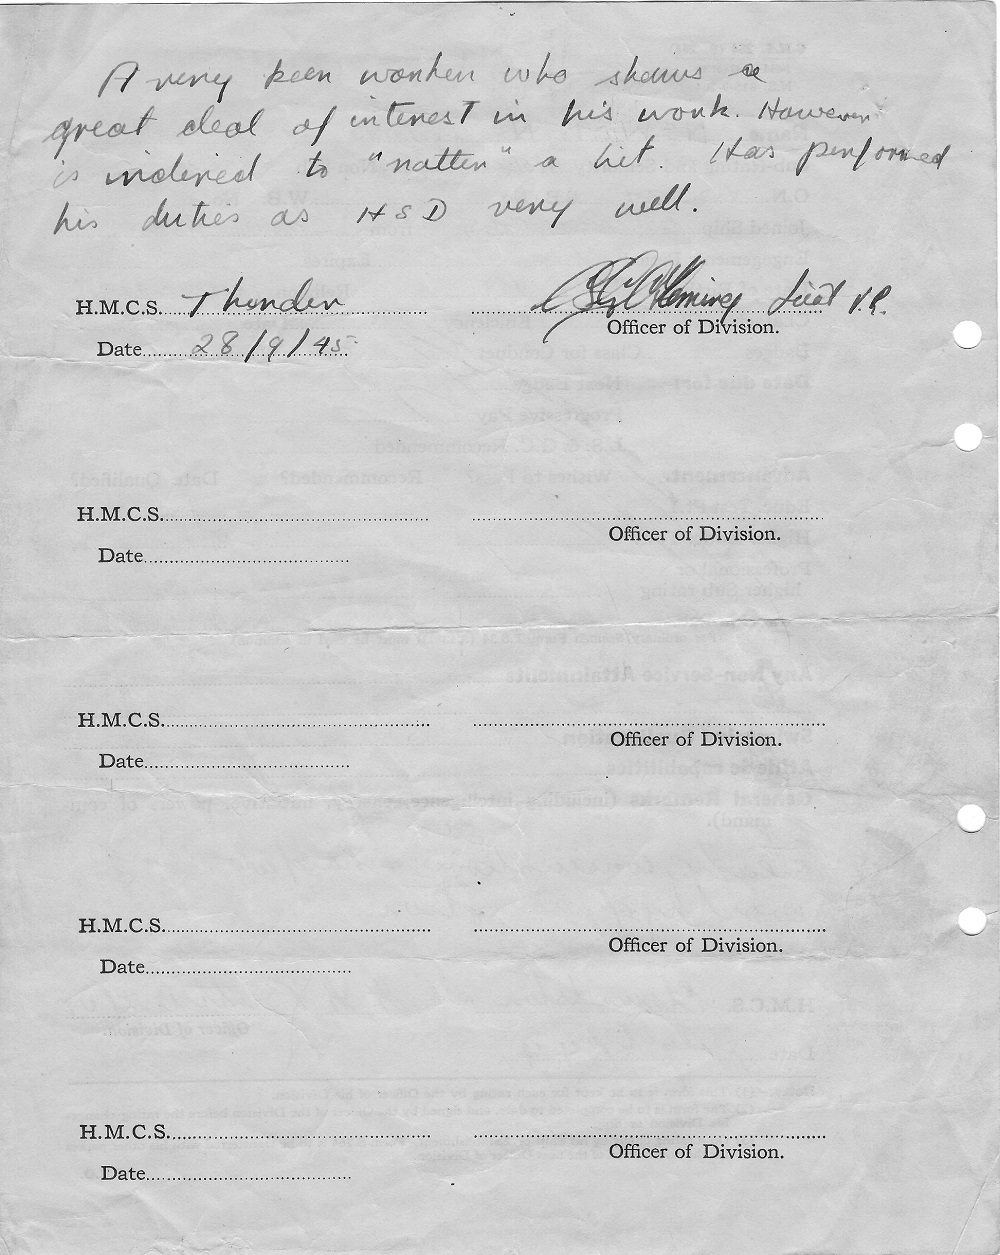 A very keen worker who shows a
great deal of interest in his work. However
is inclined to "natter" a bit Has performed
his duties as HSD very well.
H.M.C.S. Thunder Fleming Lieut V.R.
Officer of Division.
Date 28/9/45
H.M.C.S.
Officer of Division.
Date
H.M.C.S.
Officer of Division.
Date
H.M.C.S.
Officer of Division.
Date
H.M.C.S.
Officer of Division.
Date